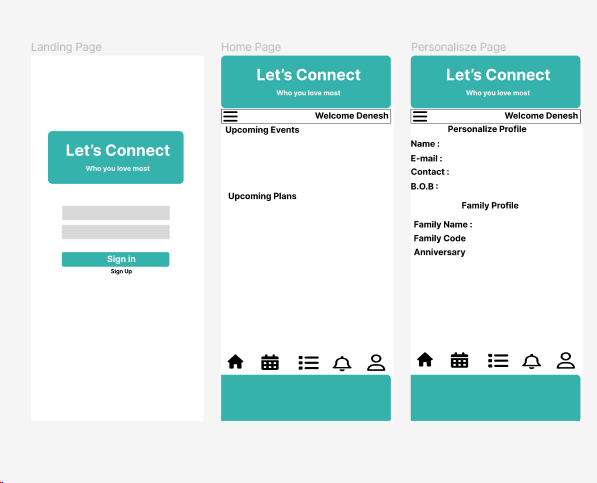 Landing Page
Let's Connect
Who you love most
Sign in
Sign Up
Home Page
Let's Connect
Who you love most
Welcome Denesh
Upcoming Events
Upcoming Plans
Personalisze Page
Let's Connect
Who you love most
Welcome Denesh
Personalize Profile
Name :
E-mail :
Contact :
B.O.B :
Family Profile
Family Name :
Family Code
Anniversary